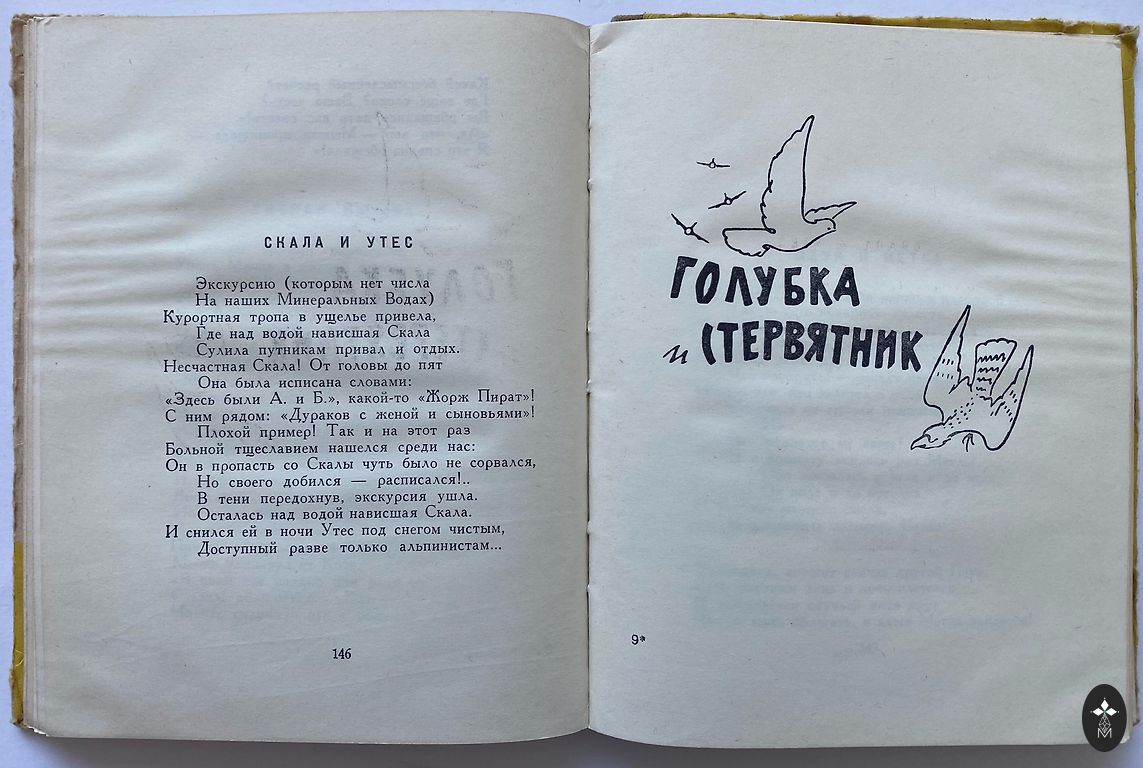 СКАЛА И УТЕС
Экскурсию (которым нет числа
На наших Минеральных Водах)
Курортная тропа в ущелье привела,
Где над водой нависшая Скала
Сулила путникам привал и отдых.
Несчастная Скала! От головы до пят
Она была исписана словами:
«Здесь были А. и Б.», какой-то «Жорж Пират»!
С ним рядом: «Дураков с женой и сыновьями»!
Плохой пример! Так и на этот раз
Больной тщеславием нашелся среди нас:
Он в пропасть со Скалы чуть было не сорвался,
Но своего добился — расписался!..
В тени передохнув, экскурсия ушла.
Осталась над водой нависшая Скала.
И снился ей в ночи Утес под снегом чистым,
Доступный разве только альпинистам...
146
ГОЛУБКА
и СТЕРВЯТНИК
9*
M